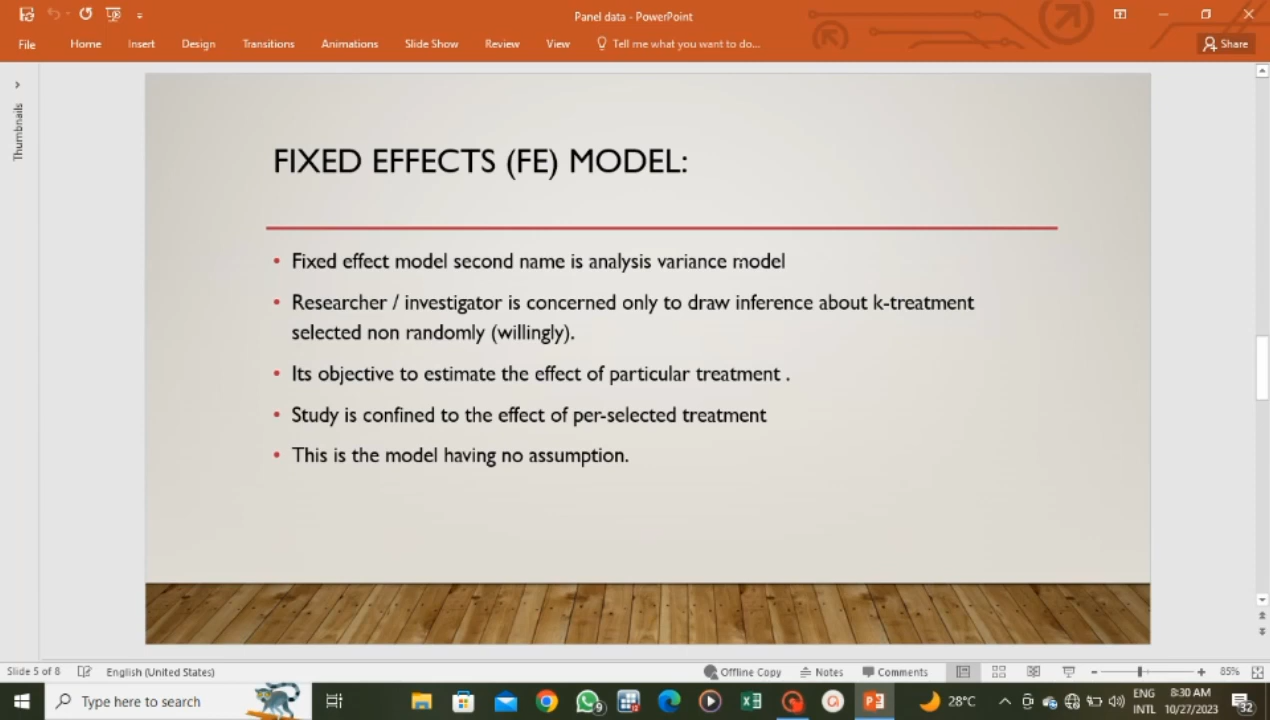 Panel data - PowerPoint
File Home Insert Design Transitions Animations Slide Show Review View Tell me what you want to do... Share
Thumbnails
FIXED EFFECTS (FE) MODEL:
• Fixed effect model second name is analysis variance model
• Researcher / investigator is concerned only to draw inference about k-treatment
selected non randomly (willingly).
• Its objective to estimate the effect of particular treatment .
• Study is confined to the effect of per-selected treatment
• This is the model having no assumption.
Slide 5 of 8 English (United States) Offline Copy Notes Comments 85%
Type here to search 9 28°C ENG 8:30 AM
INTL 10/27/2023 32